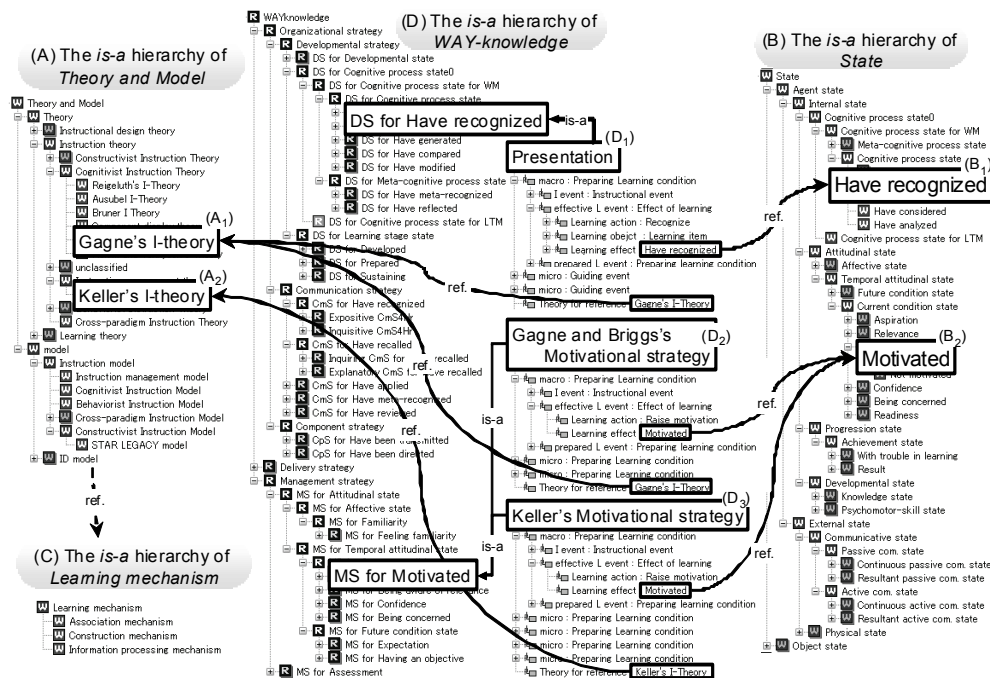 (A) The is-a hierarchy of
Theory and Model
Theory and Model
Theory
Instructional design theory
Instruction theory
Constructivist Instruction Theory
Cognitivist Instruction Theory
Reigeluth's I-Theory
Ausubel I-Theory
Bruner I Theory
(A1)
Gagne's I-theory
unclassified
(A2)
Keller's I-theory
Cross-paradigm Instruction Theory
Learning theory
model
Instruction model
Instruction management model
Cognitivist Instruction Model
Behaviorist Instruction Model
Cross-paradigm Instruction Model
Constructivist Instruction Model
STAR LEGACY model
ID model
ref.
(C) The is-a hierarchy of
Learning mechanism
Learning mechanism
Association mechanism
Construction mechanism
Information processing mechanism
(D) The is-a hierarchy of
WAY-knowledge
WAYknowledge
Organizational strategy
Developmental strategy
DS for Developmental state
DS for Cognitive process state0
DS for Cognitive process state for WM
DS for Cognitive process state
DS for Have recognized
DS for Have generated
DS for Have compared
DS for Have modified
DS for Meta-cognitive process state
DS for Have meta-recognized
DS for Have reflected
DS for Cognitive process state for LTM
DS for Learning stage state
DS for Developed
DS for Prepared
DS for Sustaining
Communication strategy
CmS for Have recognized
Expositive CmS4Hr
Inquisitive CmS4Hr
CmS for Have recalled
Inquiring CmS for recalled
Explanatory CmS for ve recalled
CmS for Have applied
CmS for Have meta-recognized
CmS for Have reviewed
Component strategy
CpS for Have been transmitted
CpS for Have been directed
Delivery strategy
Management strategy
MS for Attitudinal state
MS for Affective state
MS for Familiarity
MS for Feeling familiarity
MS for Temporal attitudinal state
MS for Motivated
MS for Being aware of relevance
MS for Confidence
MS for Being concerned
MS for Future condition state
MS for Expectation
MS for Having an objective
MS for Assessment
is-a
(D1)
Presentation
macro : Preparing Learning condition
I event : Instructional event
effective L event : Effect of learning
Learning action : Recognize
Learning obejct : Learning item
Learning effect Have recognized
prepared L event : Preparing learning condition
micro : Guiding event
micro : Guiding event
Theory for reference Gagne's I-Theory
ref.
ref.
ref.
is-a
is-a
Gagne and Briggs's (D2)
Motivational strategy
macro : Preparing Learning condition
I event : Instructional event
effective L event : Effect of learning
Learning action : Raise motivation
Learning effect Motivated
prepared L event : Preparing learning condition
micro : Preparing Learning condition
micro : Preparing Learning condition
Theory for reference Gagne's I-Theory
(D3)
Keller's Motivational strategy
macro : Preparing Learning condition
I event : Instructional event
effective L event : Effect of learning
Learning action : Raise motivation
Learning effect Motivated
prepared L event : Preparing learning condition
micro : Preparing Learning condition
micro : Preparing Learning condition
micro : Preparing Learning condition
Theory for reference Keller's I-Theory
ref.
ref.
ref.
(B) The is-a hierarchy of
State
State
Agent state
Internal state
Cognitive process state0
Cognitive process state for WM
Meta-cognitive process state
Cognitive process state
(B1)
Have recognized
Have considered
Have analyzed
Cognitive process state for LTM
Attitudinal state
Affective state
Temporal attitudinal state
Future condition state
Current condition state
Aspiration
Relevance
(B2)
Motivated
Not motivated
Confidence
Being concerned
Readiness
Progression state
Achievement state
With trouble in learning
Result
Developmental state
Knowledge state
Psychomotor-skill state
External state
Communicative state
Passive com. state
Continuous passive com. state
Resultant passive com. state
Active com. state
Continuous active com. state
Resultant active com. state
Physical state
Object state